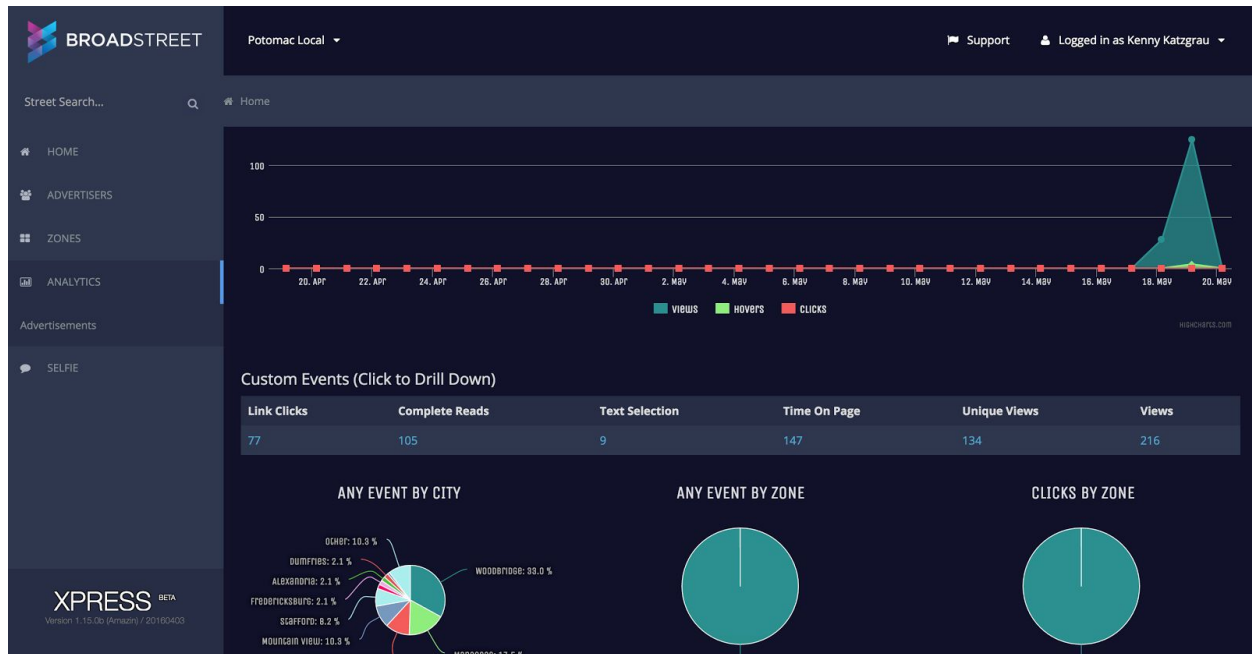 BROADSTREET
Potomac Local
Support
Logged in as Kenny Katzgrau
Street Search...
Home
HOME
ADVERTISERS
ZONES
ANALYTICS
Advertisements
SELFIE
100
50
0
20. Apr 22. Apr 24. Apr 26. Apr 28. Apr 30. Apr 2. May 4. May 6. May 8. May 10. May 12. May 14. May 16. May 18. May 20. May
Views Hovers Clicks
Highcharts.com
Custom Events (Click to Drill Down)
Link Clicks Complete Reads Text Selection Time On Page Unique Views Views
77 105 9 147 134 216
ANY EVENT BY CITY
ANY EVENT BY ZONE
CLICKS BY ZONE
Other: 10.3 %
Dumfries: 2.1 %
Alexandria: 2.1 %
Fredericksburg: 2.1 %
Stafford: 8.2 %
Mountain View: 10.3 %
Woodbridge: 33.0 %
XPRESS BETA
Version 1.15.0b (Amazin) / 20160403